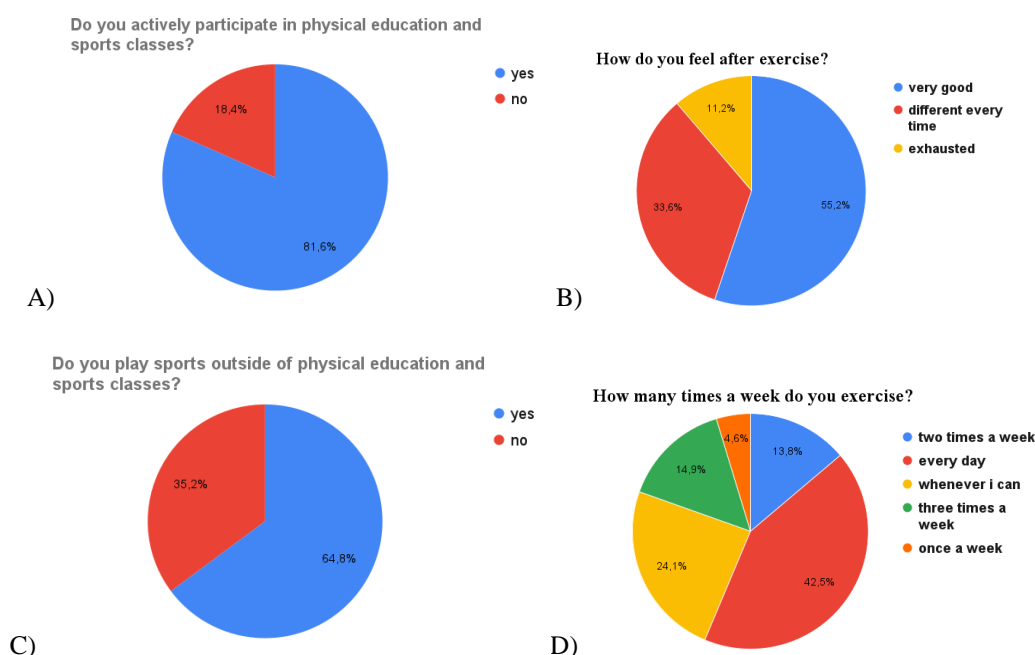 Do you actively participate in physical education and
sports classes?
yes
no
18,4%
81,6%
A)
How do you feel after exercise?
very good
different every
time
exhausted
11,2%
33,6%
55,2%
B)
Do you play sports outside of physical education and
sports classes?
yes
no
35,2%
64,8%
C)
How many times a week do you exercise?
two times a week
every day
whenever i can
three times a
week
once a week
4,6%
13,8%
14,9%
24,1%
42,5%
D)